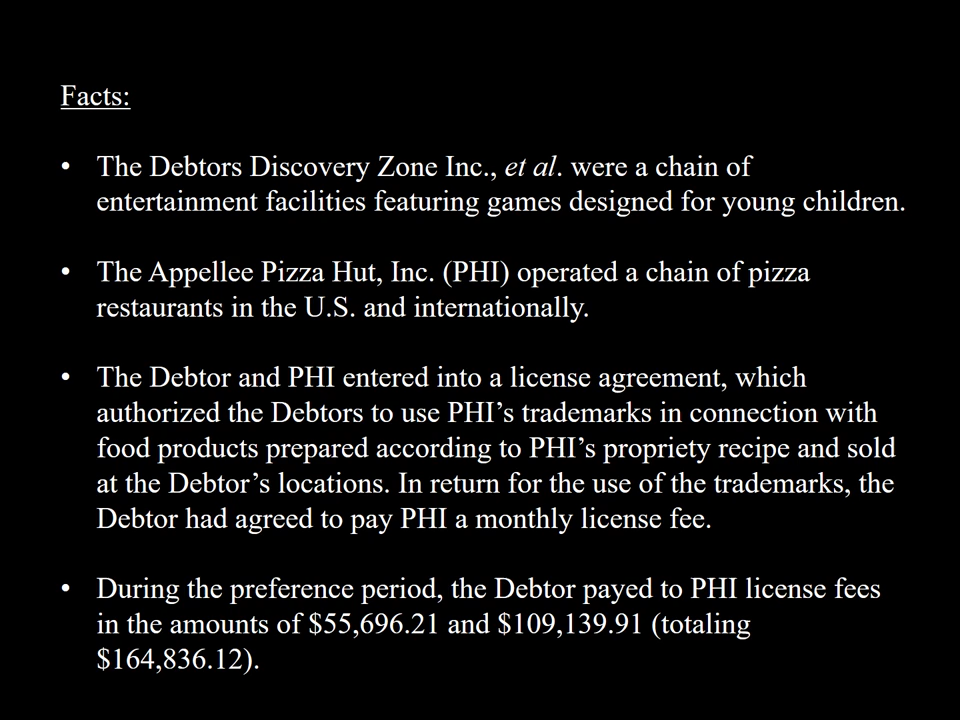 Facts:
• The Debtors Discovery Zone Inc., et al. were a chain of
entertainment facilities featuring games designed for young children.
• The Appellee Pizza Hut, Inc. (PHI) operated a chain of pizza
restaurants in the U.S. and internationally.
• The Debtor and PHI entered into a license agreement, which
authorized the Debtors to use PHI’s trademarks in connection with
food products prepared according to PHI’s propriety recipe and sold
at the Debtor’s locations. In return for the use of the trademarks, the
Debtor had agreed to pay PHI a monthly license fee.
• During the preference period, the Debtor payed to PHI license fees
in the amounts of $55,696.21 and $109,139.91 (totaling
$164,836.12).